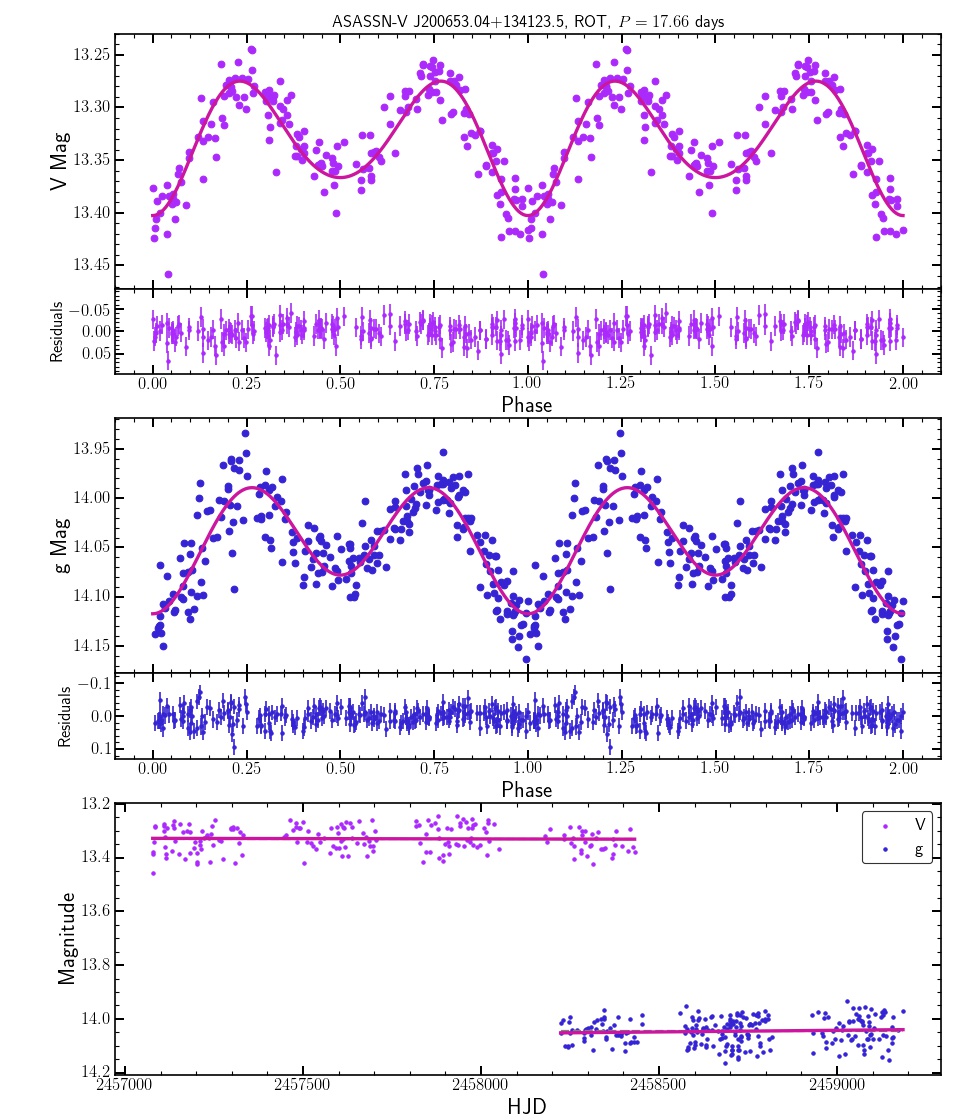 ASASSN-V J200653.04+134123.5, ROT, P = 17.66 days
V Mag
13.25
13.30
13.35
13.40
13.45
Residuals
−0.05
0.00
0.05
0.00 0.25 0.50 0.75 1.00 1.25 1.50 1.75 2.00
Phase
g Mag
13.95
14.00
14.05
14.10
14.15
Residuals
−0.1
0.0
0.1
0.00 0.25 0.50 0.75 1.00 1.25 1.50 1.75 2.00
Phase
Magnitude
13.2
13.4
13.6
13.8
14.0
14.2
V
g
2457000 2457500 2458000 2458500 2459000
HJD